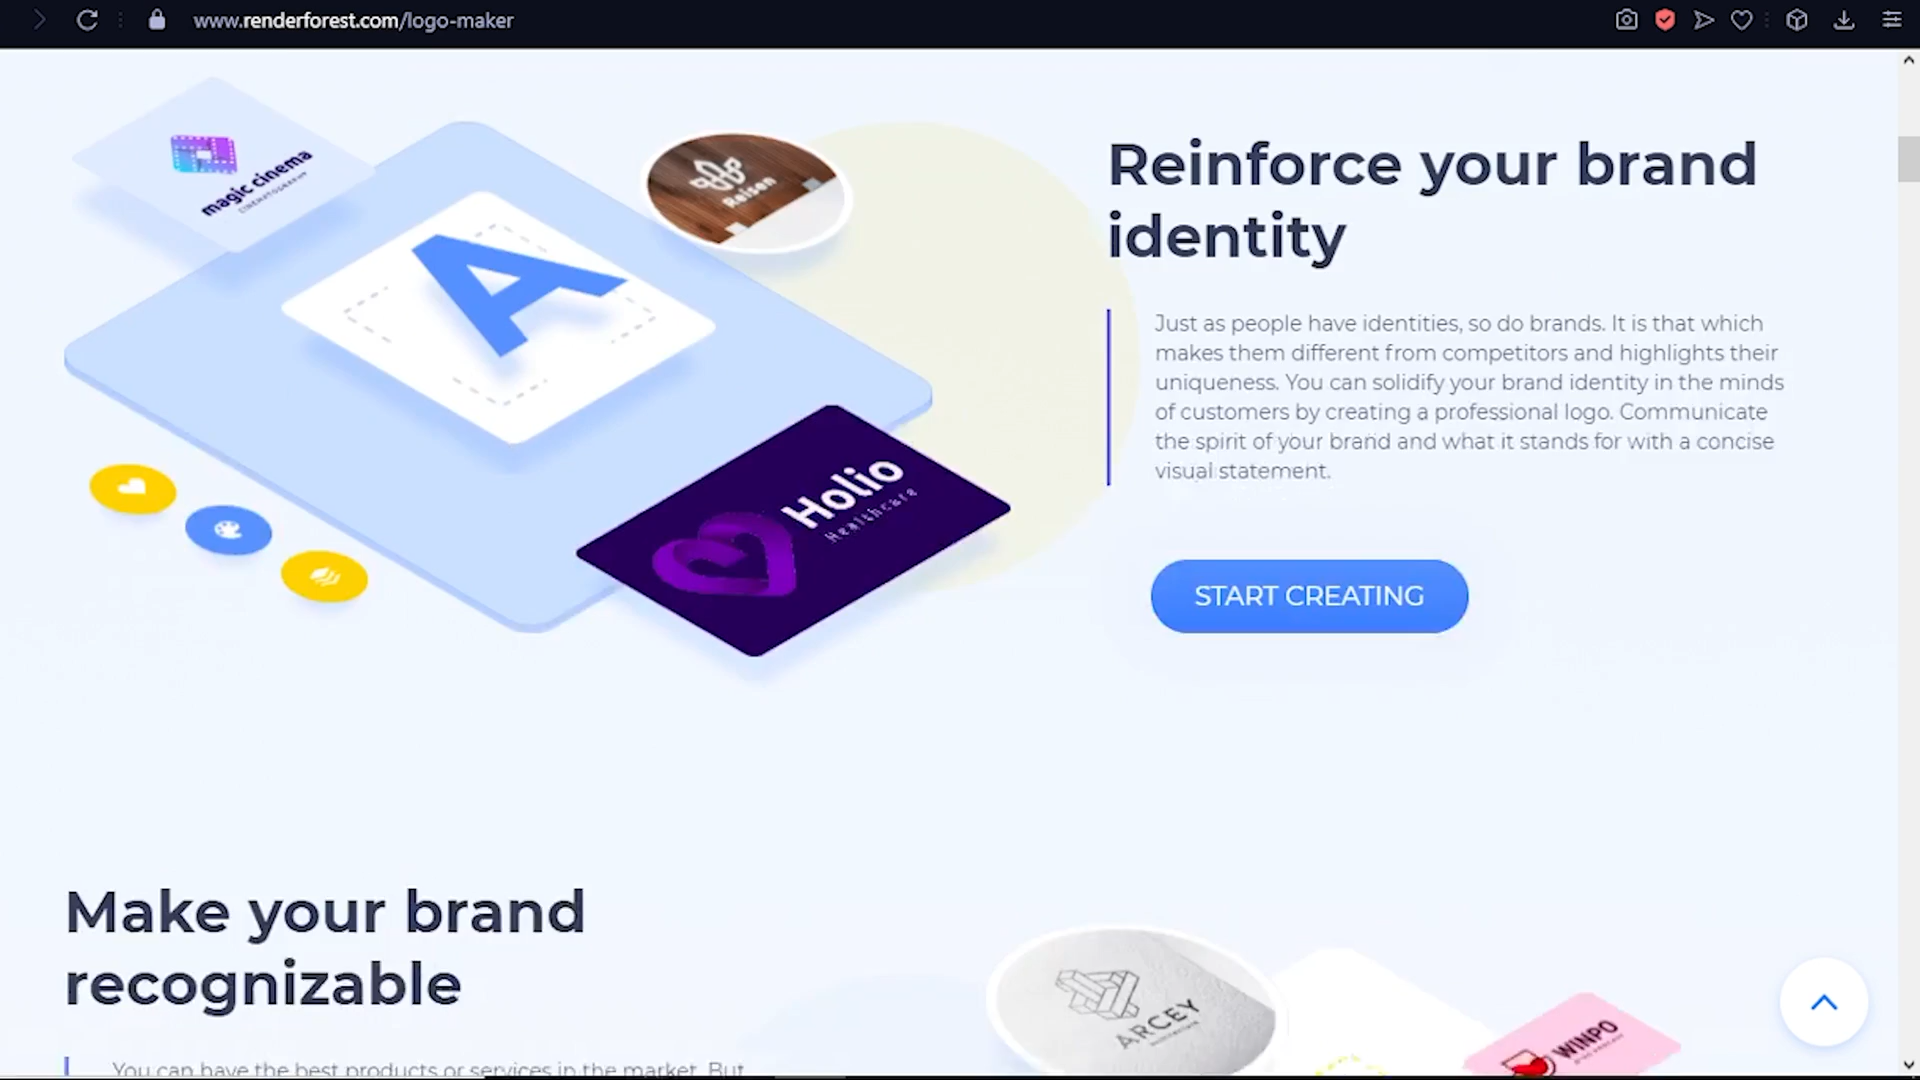 www.renderforest.com/logo-maker
magic cinema
CINEMATOGRAPHY
A
Reisen
Holio
Healthcare
Reinforce your brand
identity
Just as people have identities, so do brands. It is that which
makes them different from competitors and highlights their
uniqueness. You can solidify your brand identity in the minds
of customers by creating a professional logo. Communicate
the spirit of your brand and what it stands for with a concise
visual statement.
START CREATING
Make your brand
recognizable
You can have the best products or services in the market. But
ARCEY
WINPO